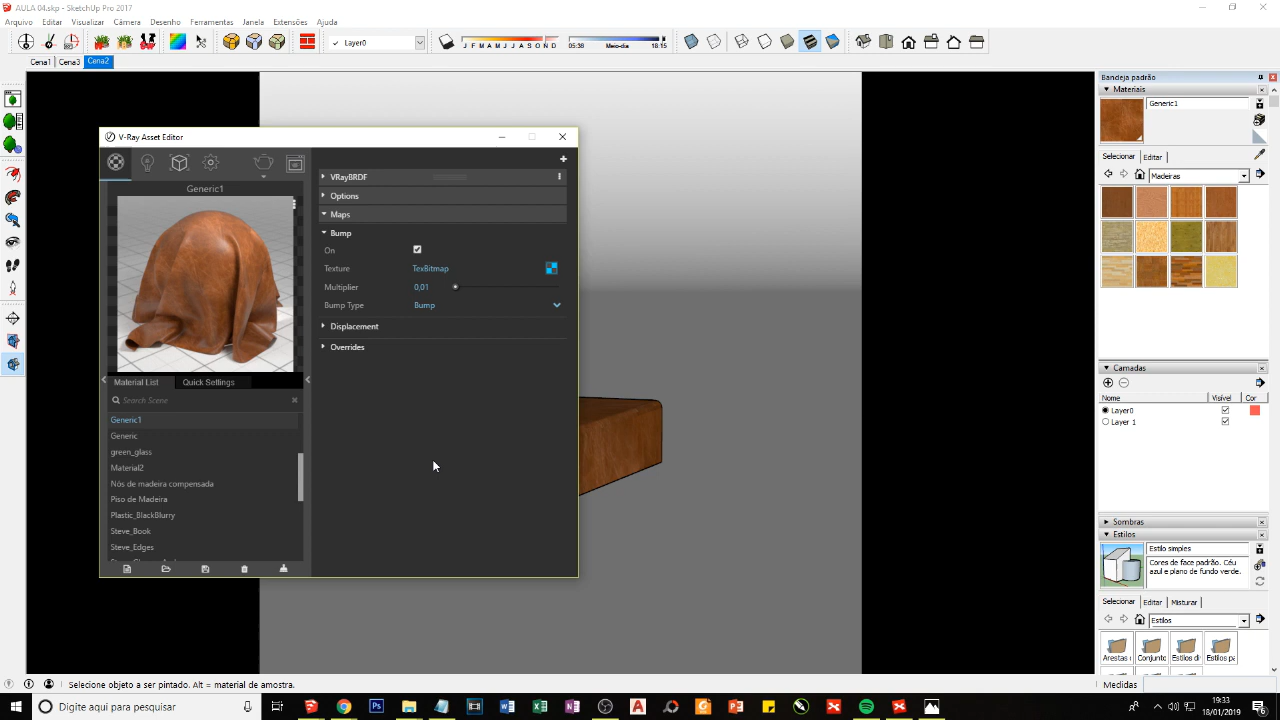 AULA 04.skp - SketchUp Pro 2017
Arquivo Editar Visualizar Câmera Desenho Ferramentas Janela Extensões Ajuda
Layer0
J F M A M J J A S O N D
05:38 Meio-dia 18:15
Cena1 Cena3 Cena2
Bandeja padrão
Materiais
Generic1
Selecionar Editar
Madeiras
V-Ray Asset Editor
Generic1
VRayBRDF
Options
Maps
Bump
On
Texture TexBitmap
Multiplier 0,01
Bump Type Bump
Displacement
Overrides
Material List Quick Settings
Search Scene
Generic1
Generic
green_glass
Material2
Nós de madeira compensada
Piso de Madeira
Plastic_BlackBlurry
Steve_Book
Steve_Edges
Camadas
Nome Visível Cor
Layer0
Layer 1
Sombras
Estilos
Estilo simples
Cores de face padrão. Céu
azul e plano de fundo verde.
Selecionar Editar Misturar
Estilos
Arestas Conjunto Estilos di Estilos pa
Selecione objeto a ser pintado. Alt = material de amostra.
Medidas
Digite aqui para pesquisar
19:33
18/01/2019